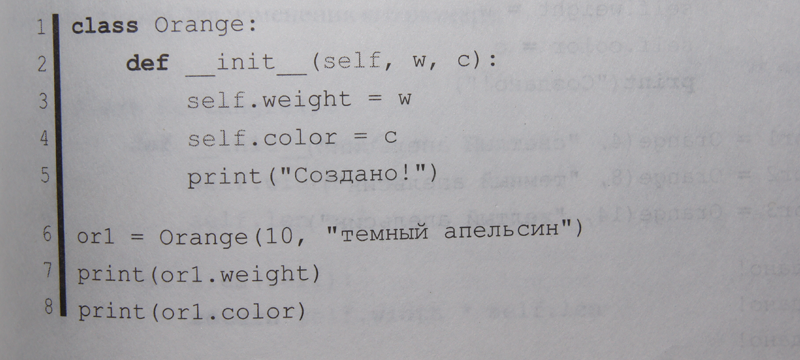 1 class Orange:
2     def __init__(self, w, c):
3         self.weight = w
4         self.color = c
5         print("Создано!")
6 or1 = Orange(10, "темный апельсин")
7 print(or1.weight)
8 print(or1.color)